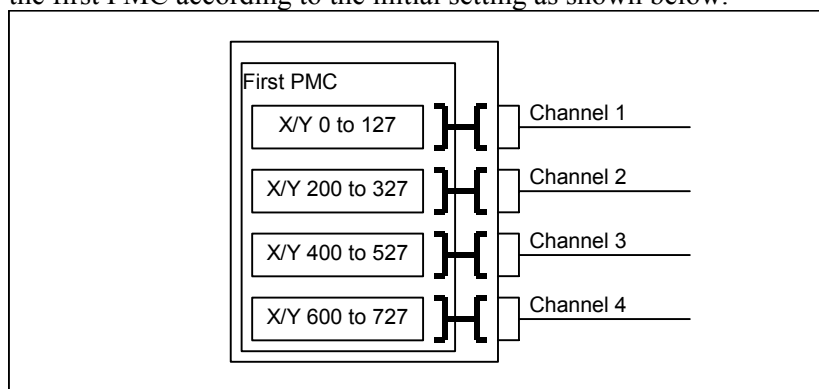 the first PMC according to the initial setting as shown below.
First PMC
X/Y 0 to 127
Channel 1
X/Y 200 to 327
Channel 2
X/Y 400 to 527
Channel 3
X/Y 600 to 727
Channel 4